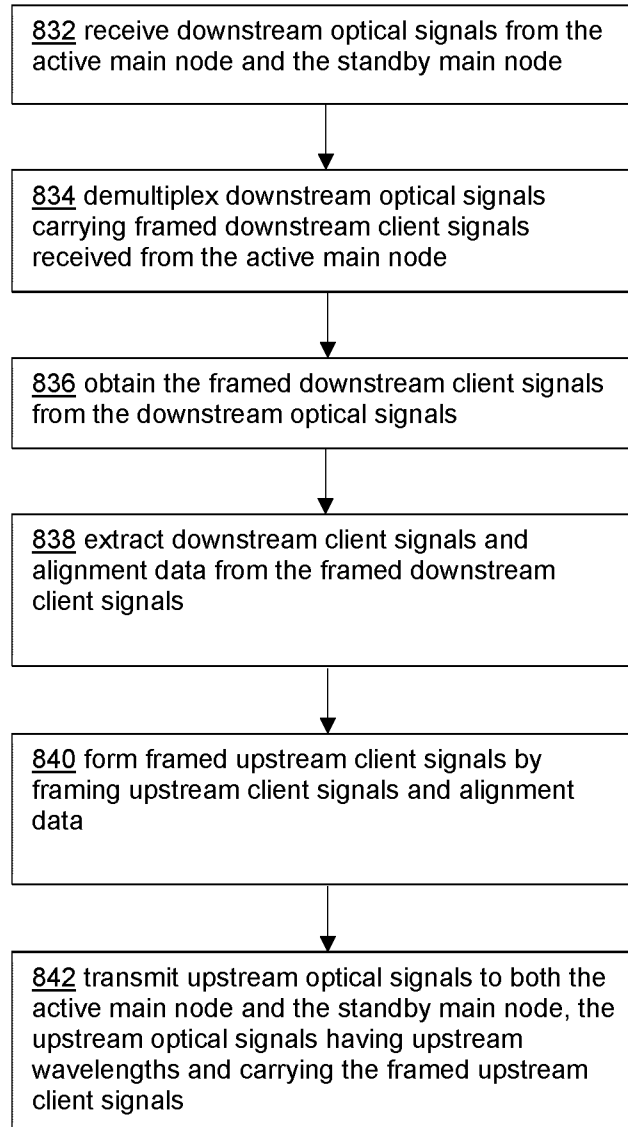 832 receive downstream optical signals from the
active main node and the standby main node
834 demultiplex downstream optical signals
carrying framed downstream client signals
received from the active main node
836 obtain the framed downstream client signals
from the downstream optical signals
838 extract downstream client signals and
alignment data from the framed downstream
client signals
840 form framed upstream client signals by
framing upstream client signals and alignment
data
842 transmit upstream optical signals to both the
active main node and the standby main node, the
upstream optical signals having upstream
wavelengths and carrying the framed upstream
client signals